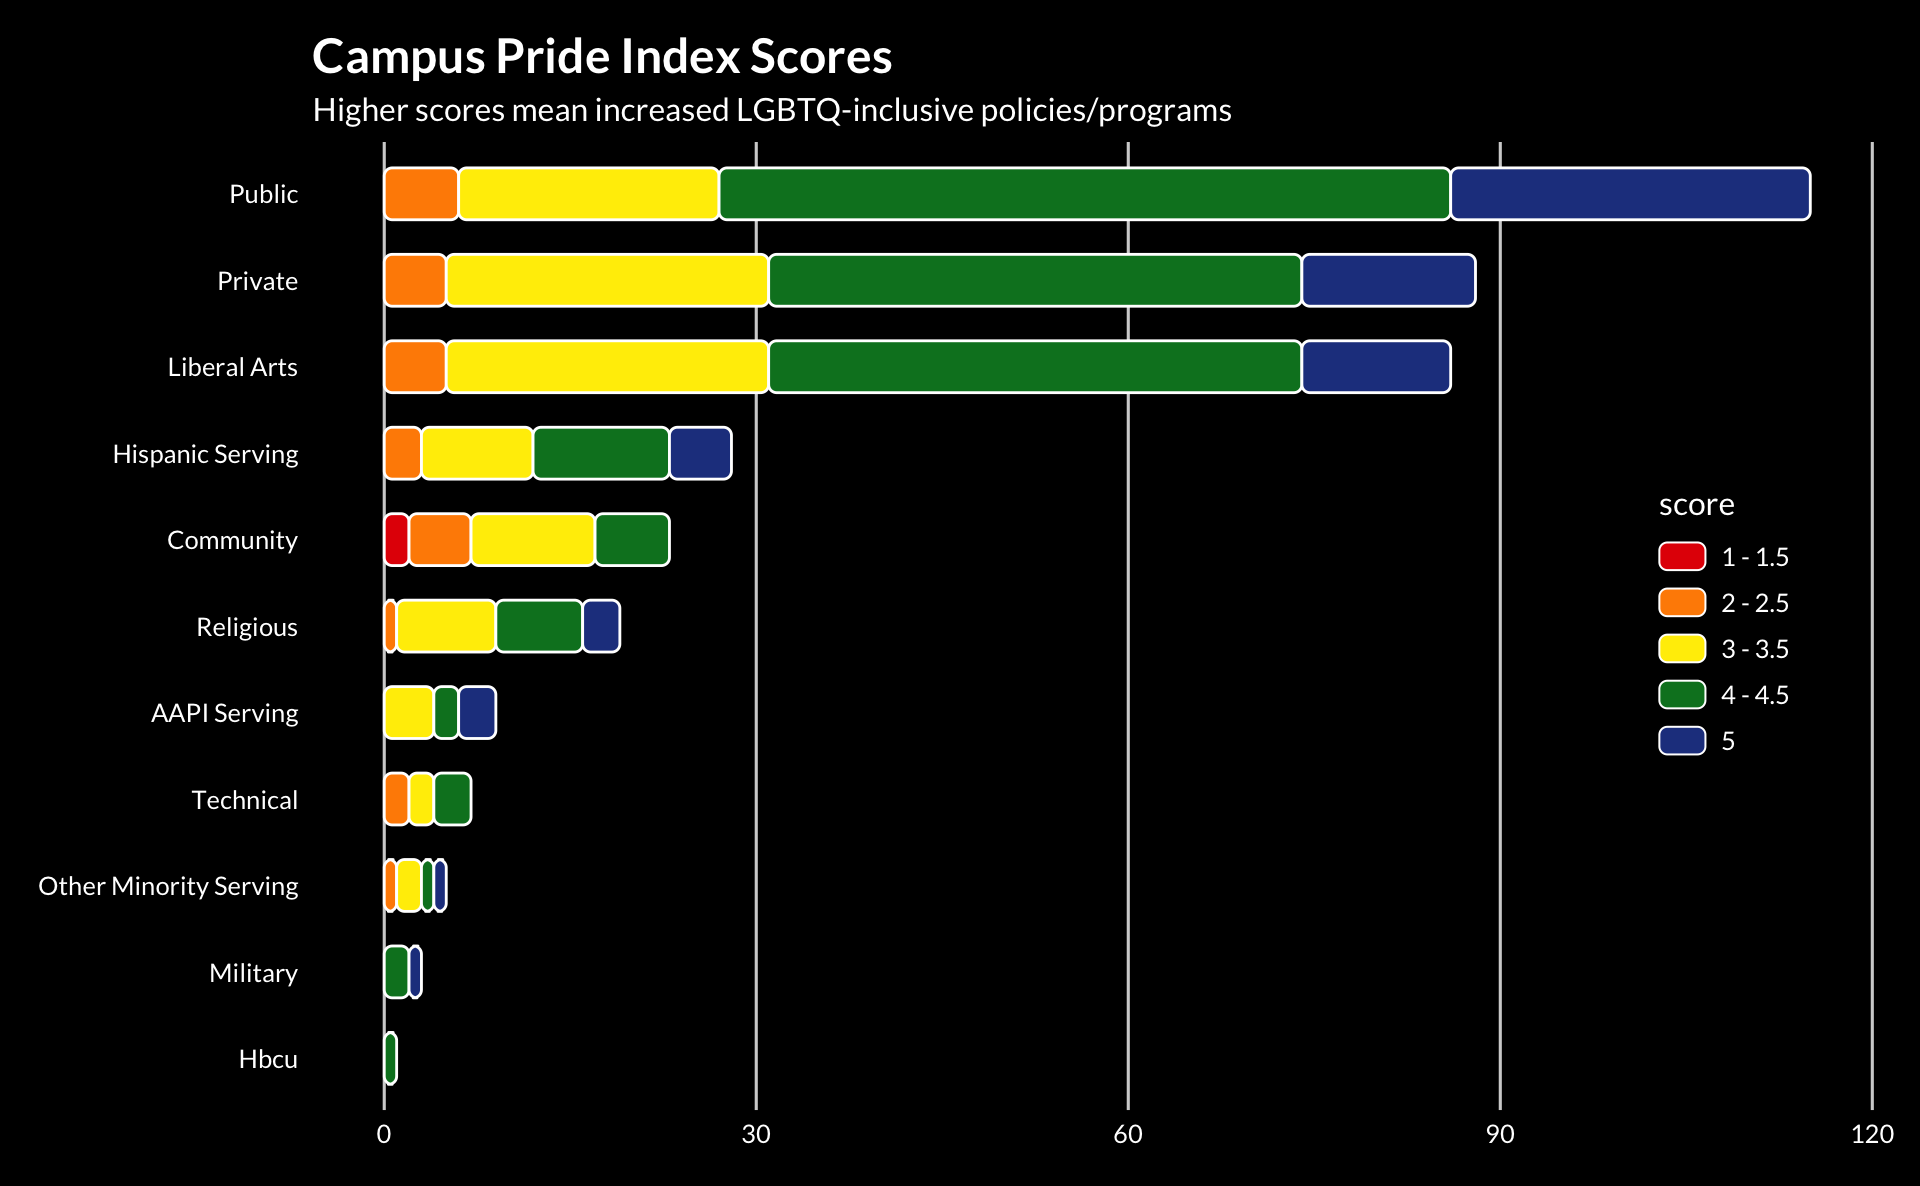 Campus Pride Index Scores
Higher scores mean increased LGBTQ-inclusive policies/programs
Public
Private
Liberal Arts
Hispanic Serving
Community
Religious
AAPI Serving
Technical
Other Minority Serving
Military
Hbcu
0 30 60 90 120
score
1 - 1.5
2 - 2.5
3 - 3.5
4 - 4.5
5